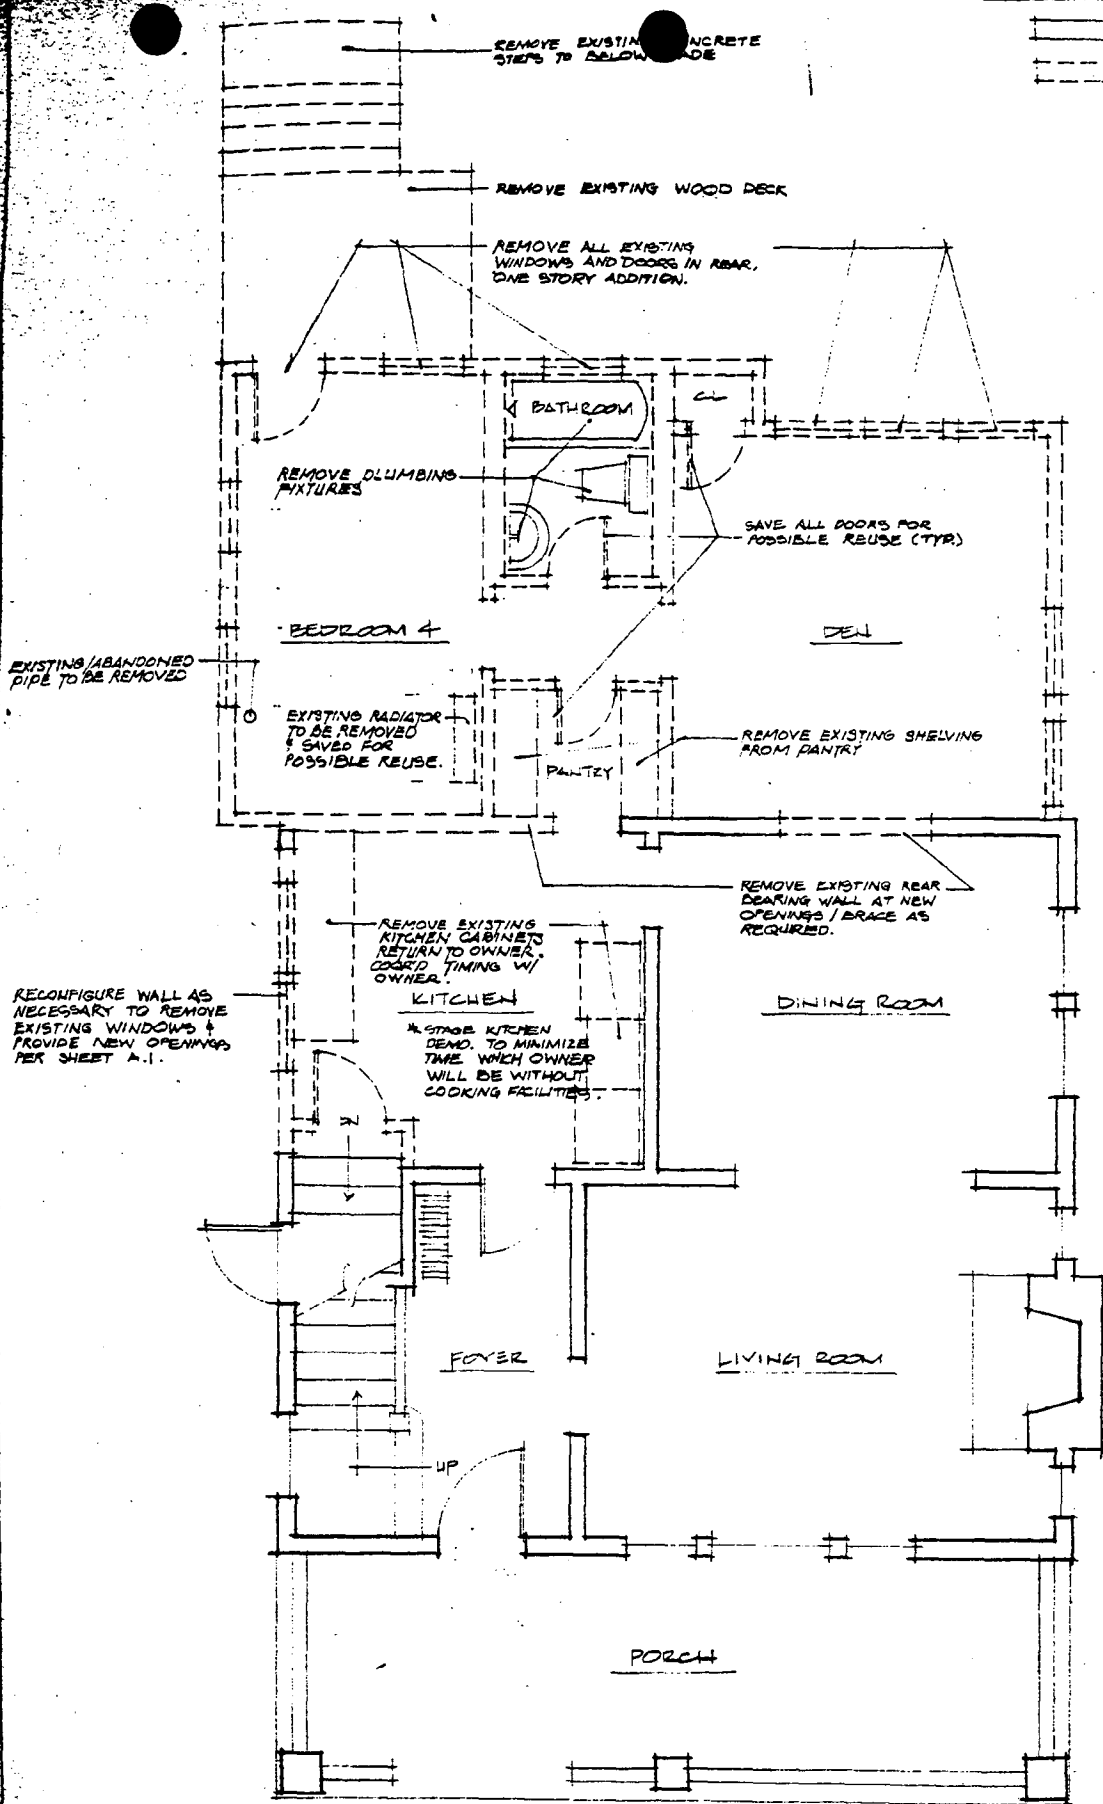 REMOVE EXISTIN NCRETE
STEPS TO BELOW ADE
REMOVE EXISTING WOOD DECK
REMOVE ALL EXISTING
WINDOWS AND DOORS IN REAR,
ONE STORY ADDITION.
BATHROOM
CL
REMOVE PLUMBING
FIXTURES
SAVE ALL DOORS FOR
POSSIBLE REUSE (TYP.)
BEDROOM 4
DEN
EXISTING/ABANDONED
PIPE TO BE REMOVED
EXISTING RADIATOR
TO BE REMOVED
& SAVED FOR
POSSIBLE REUSE.
PANTRY
REMOVE EXISTING SHELVING
FROM PANTRY
REMOVE EXISTING REAR
BEARING WALL AT NEW
OPENINGS / BRACE AS
REQUIRED.
REMOVE EXISTING
KITCHEN CABINETS
RETURN TO OWNER.
COORD TIMING W/
OWNER.
RECONFIGURE WALL AS
NECESSARY TO REMOVE
EXISTING WINDOWS &
PROVIDE NEW OPENINGS
PER SHEET A.1.
KITCHEN
* STAGE KITCHEN
DEMO. TO MINIMIZE
TIME WHICH OWNER
WILL BE WITHOUT
COOKING FACILITIES.
DINING ROOM
DN
FOYER
LIVING ROOM
UP
PORCH